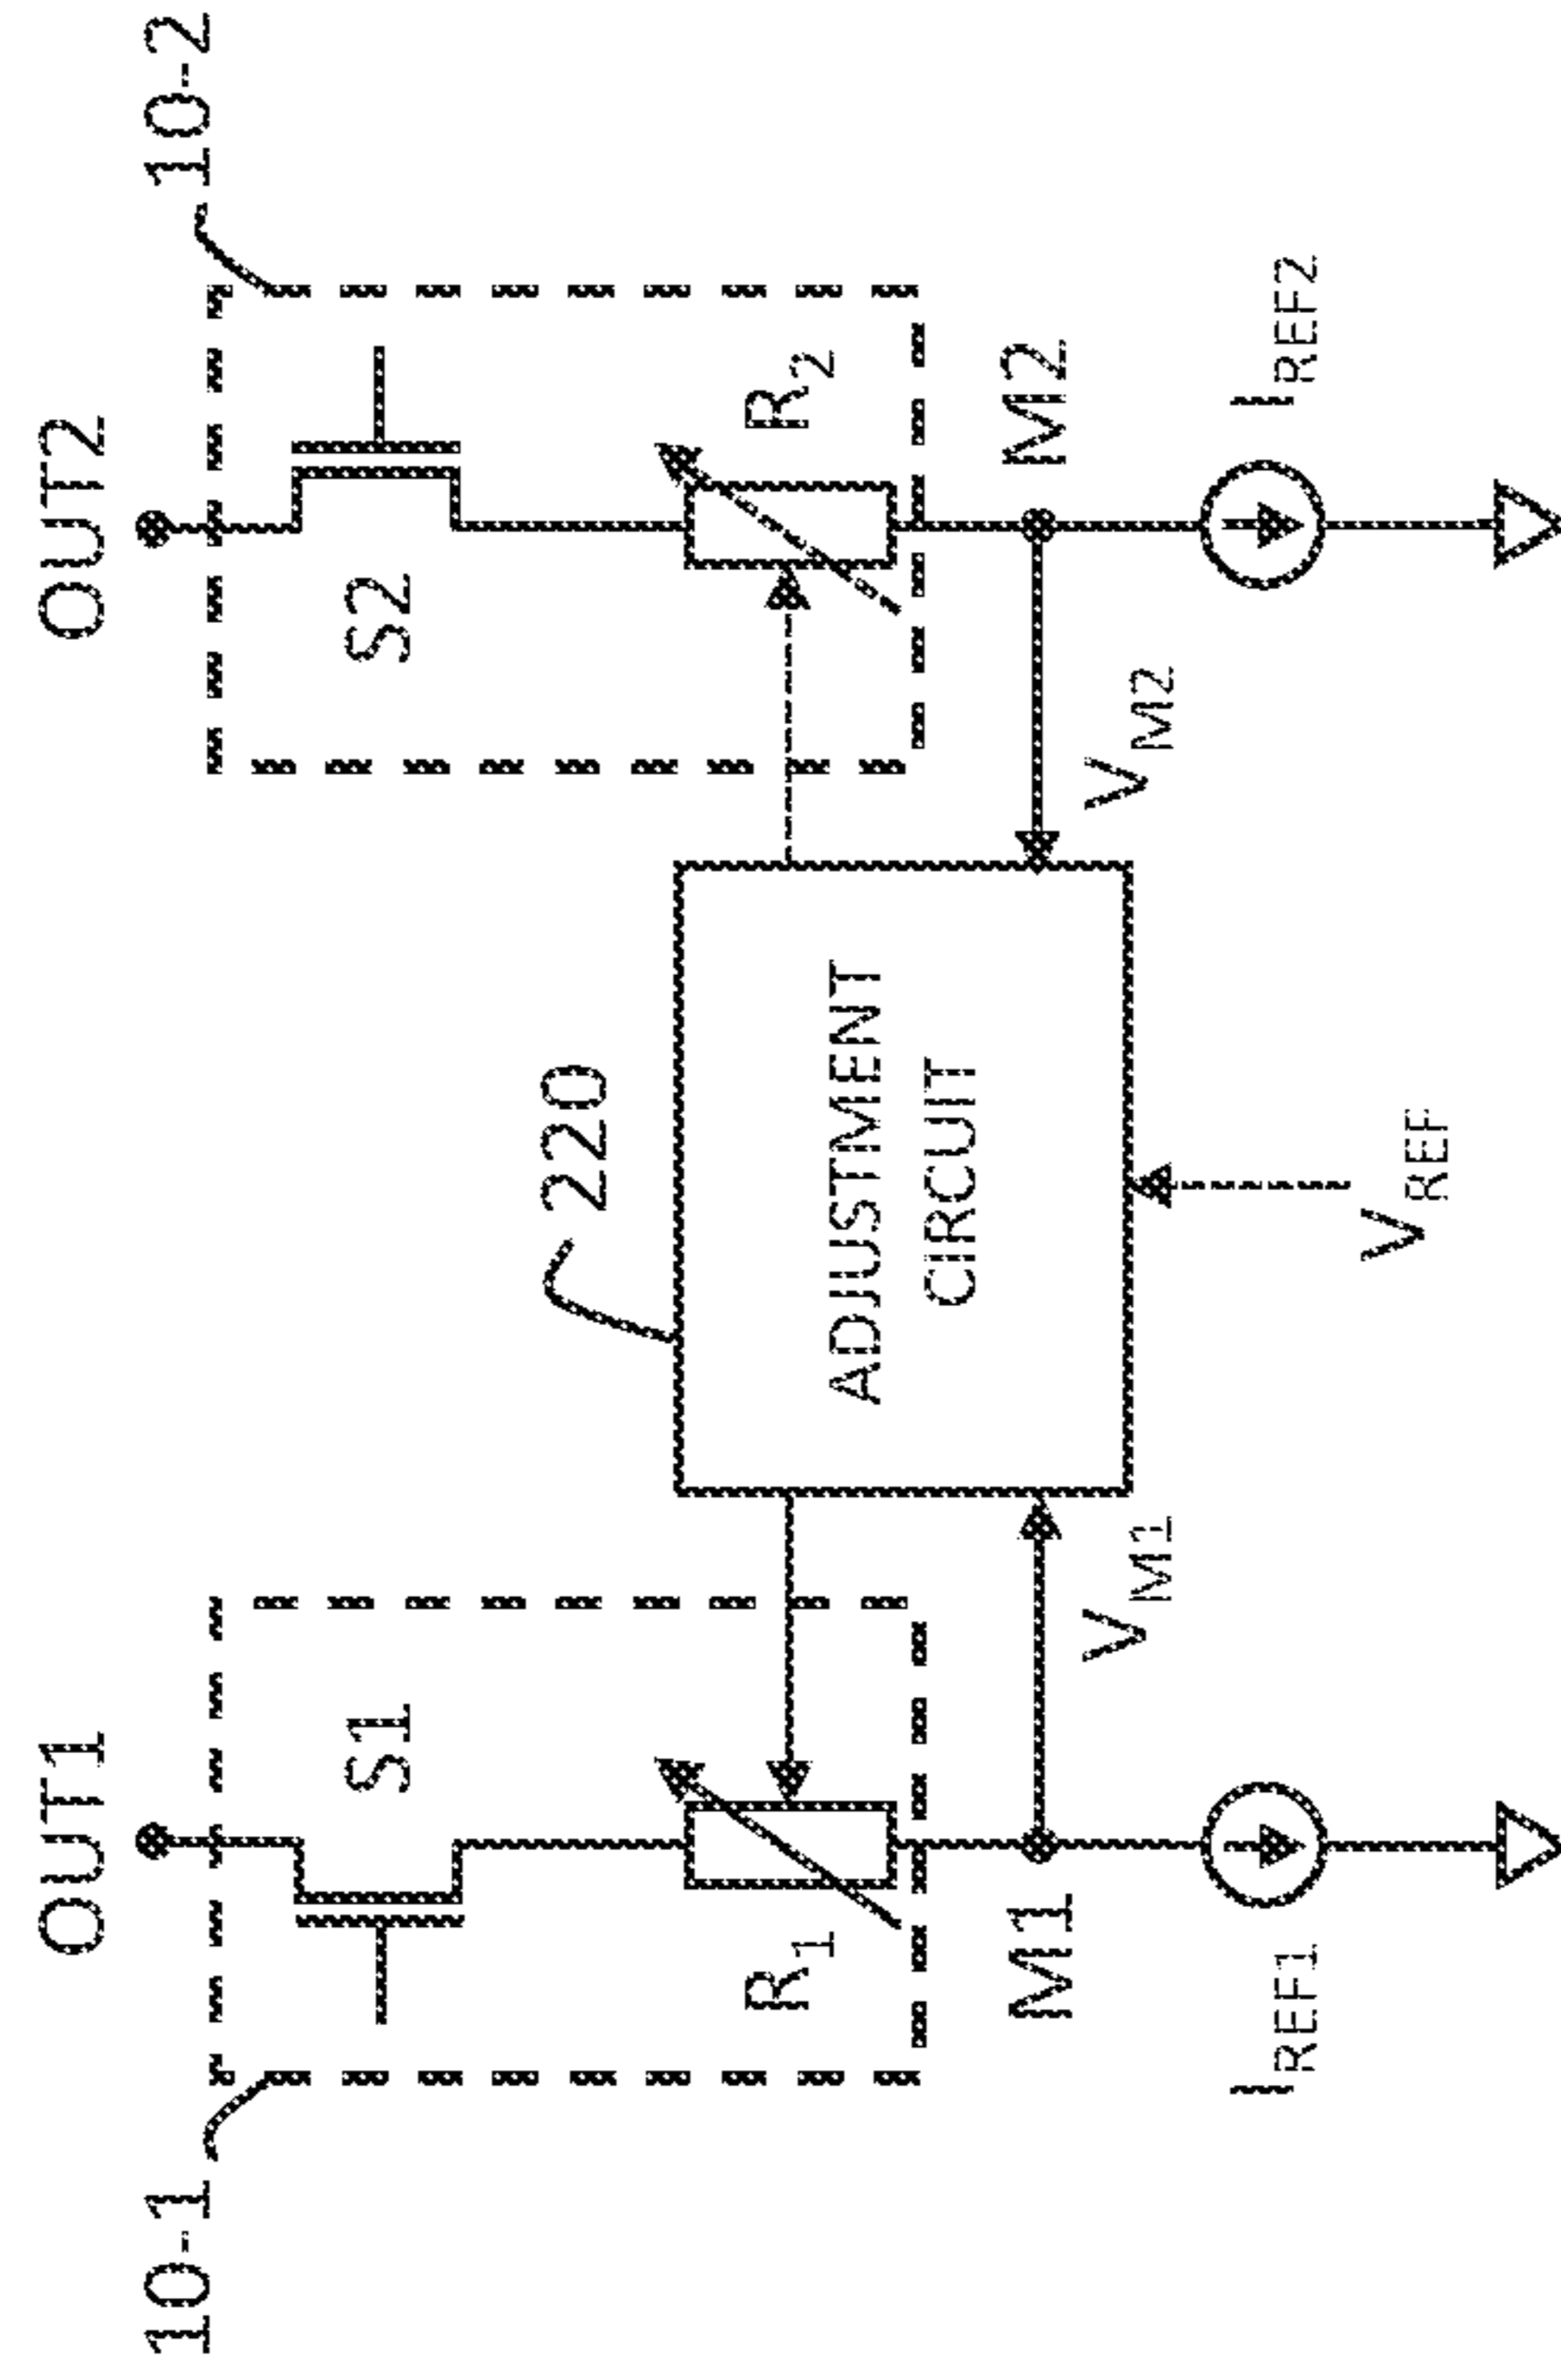 OUT1
OUT2
10-1
10-2
S1
S2
220
R1
R2
ADJUSTMENT
CIRCUIT
M1
M2
VM1
VM2
IREF1
IREF2
VREF